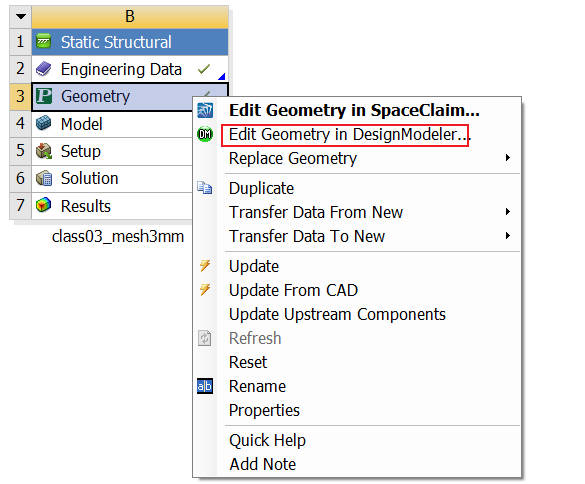 B
1 Static Structural
2 Engineering Data
3 Geometry
4 Model
5 Setup
6 Solution
7 Results
class03_mesh3mm
Edit Geometry in SpaceClaim...
DM Edit Geometry in DesignModeler...
Replace Geometry
Duplicate
Transfer Data From New
Transfer Data To New
Update
Update From CAD
Update Upstream Components
Refresh
Reset
a|b Rename
Properties
Quick Help
Add Note